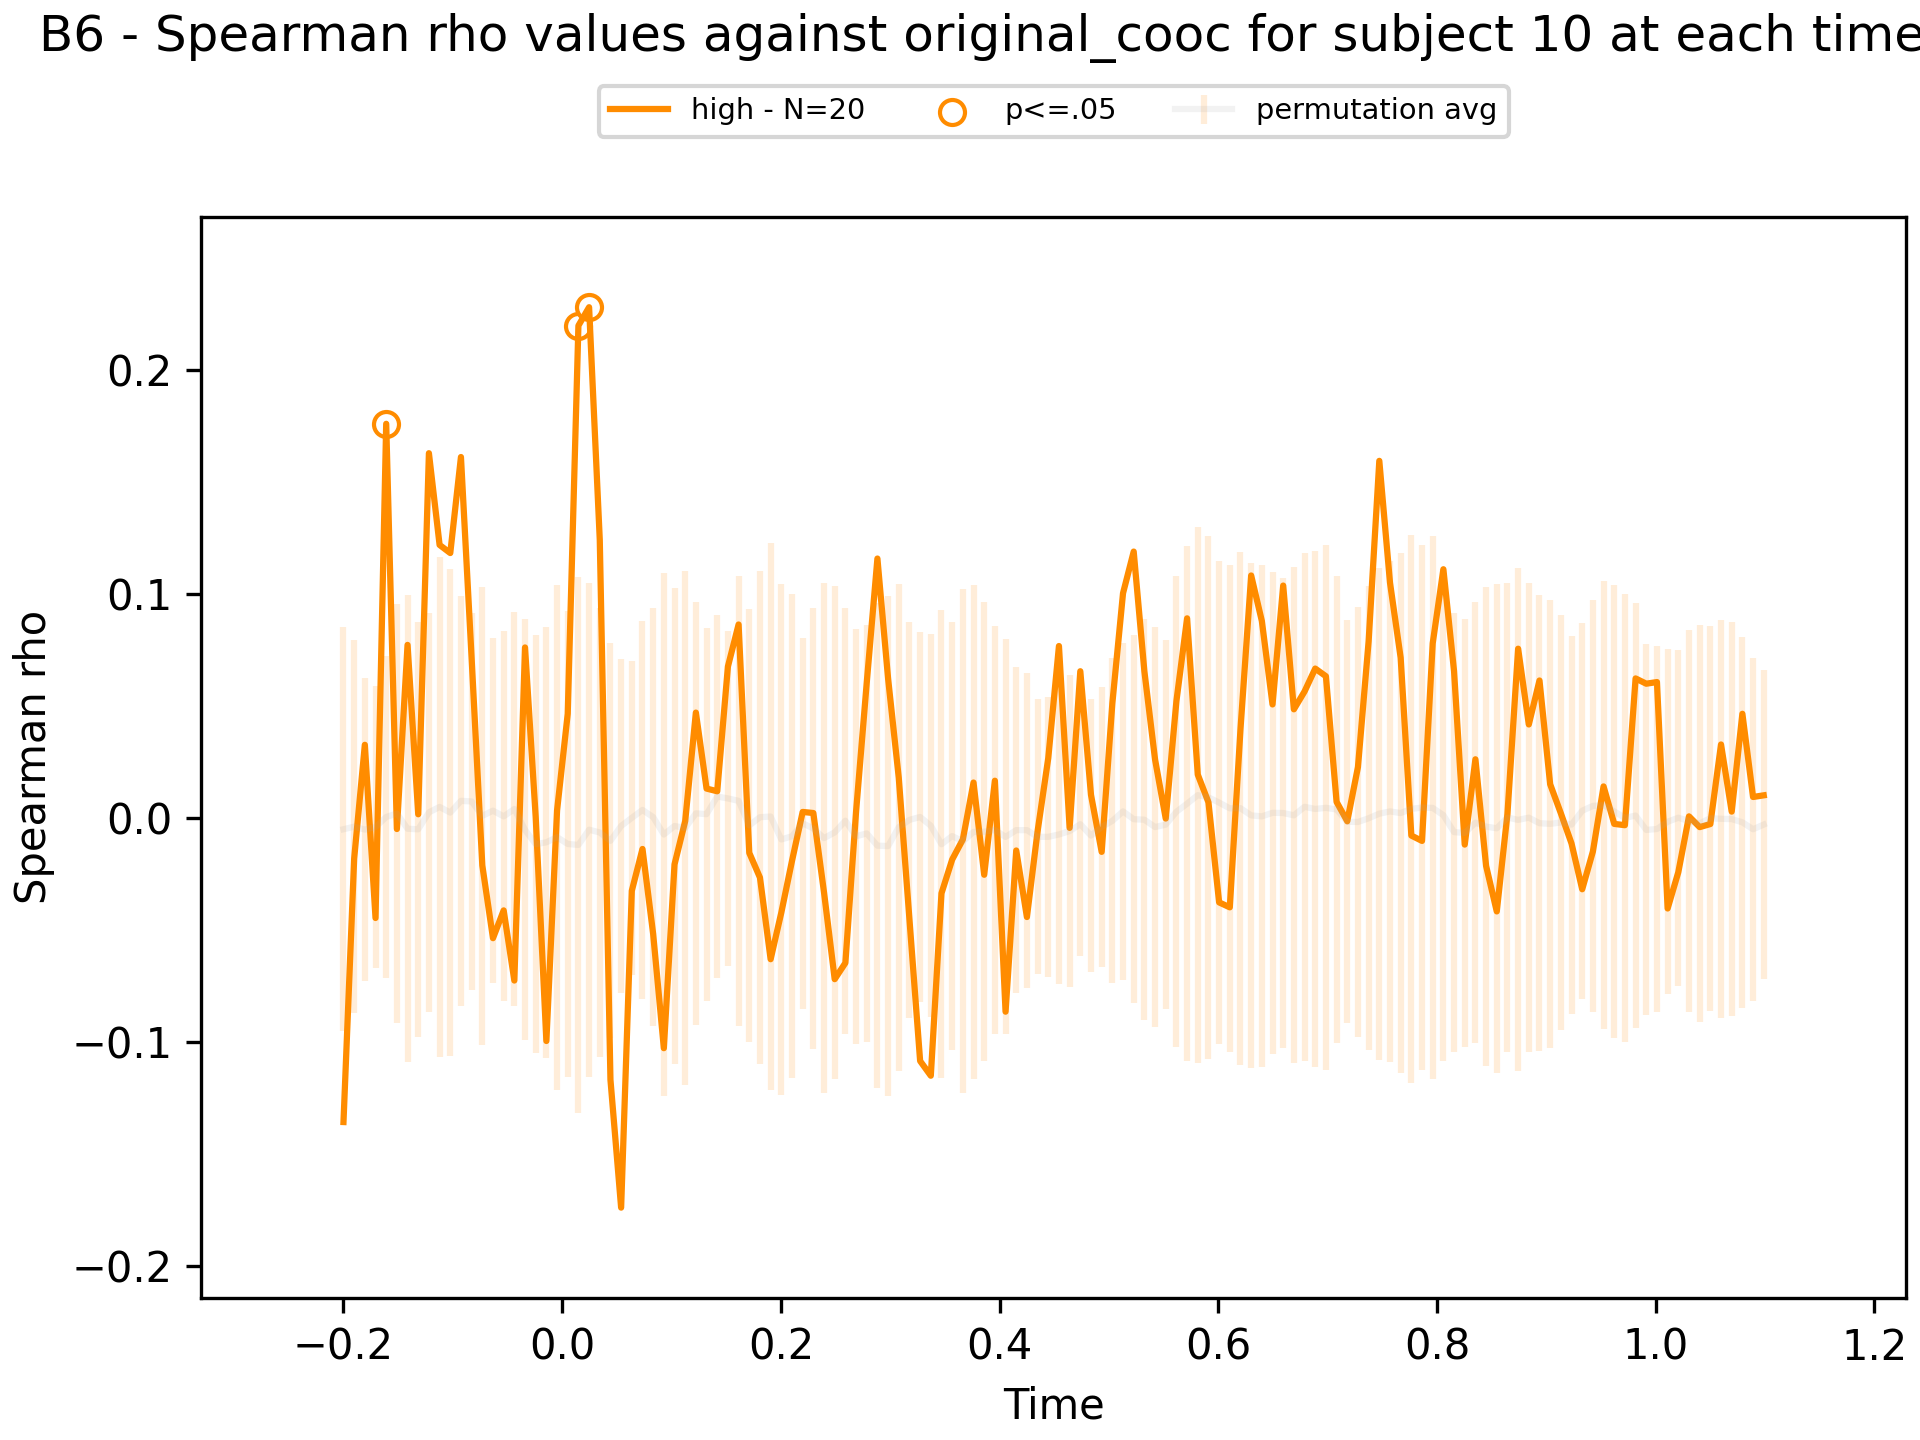 B6 - Spearman rho values against original_cooc for subject 10 at each time
high - N=20 p<=.05 permutation avg
Spearman rho
0.2
0.1
0.0
−0.1
−0.2
−0.2 0.0 0.2 0.4 0.6 0.8 1.0 1.2
Time